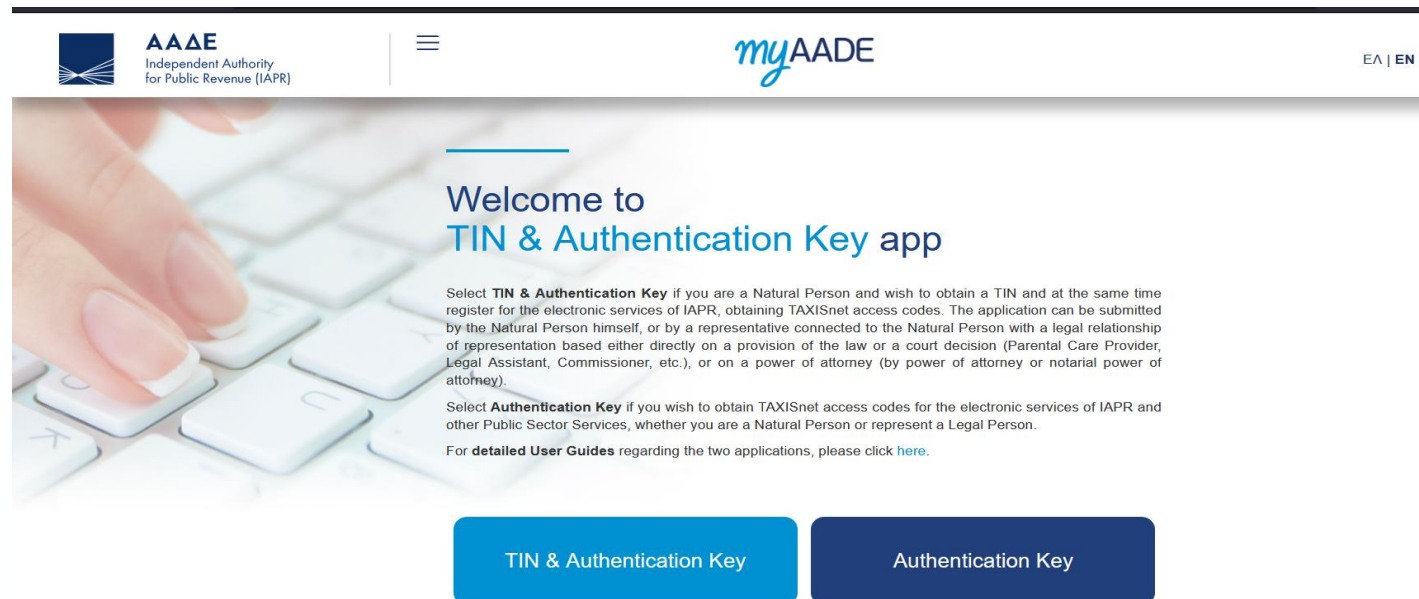 ΑΑΔΕ
Independent Authority
for Public Revenue (IAPR)
myAADE
ΕΛ | EN
Welcome to
TIN & Authentication Key app
Select TIN & Authentication Key if you are a Natural Person and wish to obtain a TIN and at the same time
register for the electronic services of IAPR, obtaining TAXISnet access codes. The application can be submitted
by the Natural Person himself, or by a representative connected to the Natural Person with a legal relationship
of representation based either directly on a provision of the law or a court decision (Parental Care Provider,
Legal Assistant, Commissioner, etc.), or on a power of attorney (by power of attorney or notarial power of
attorney).
Select Authentication Key if you wish to obtain TAXISnet access codes for the electronic services of IAPR and
other Public Sector Services, whether you are a Natural Person or represent a Legal Person.
For detailed User Guides regarding the two applications, please click here.
TIN & Authentication Key
Authentication Key